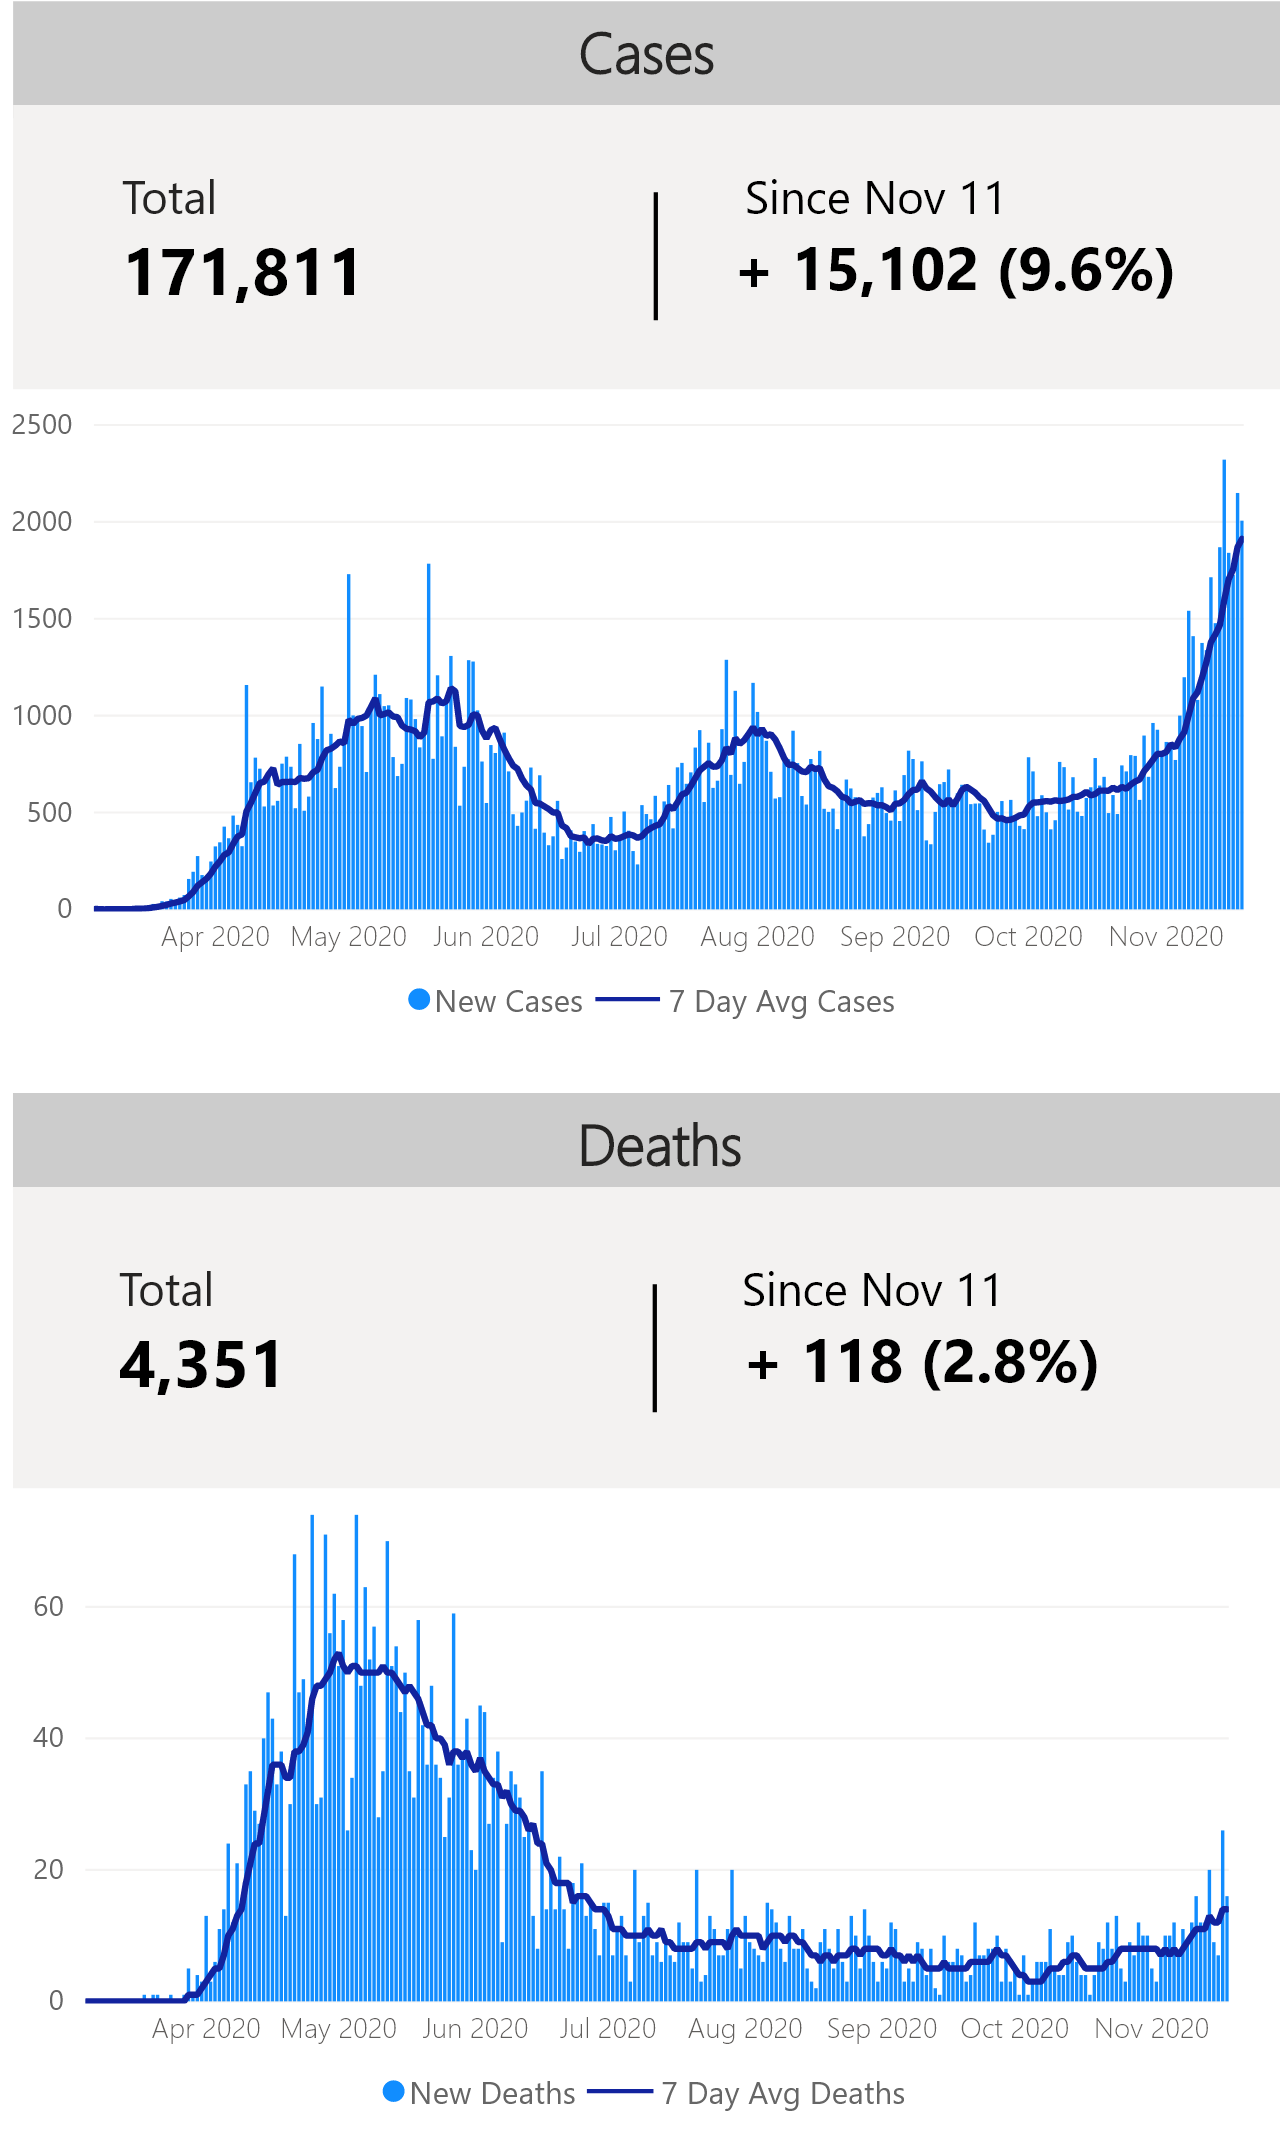 Cases
Total
Since Nov 11
171,811
+ 15,102 (9.6%)
2500
2000
1500
1000
500
0
Apr 2020 May 2020 Jun 2020 Jul 2020 Aug 2020 Sep 2020 Oct 2020 Nov 2020
New Cases 7 Day Avg Cases
Deaths
Total
Since Nov 11
4,351
+ 118 (2.8%)
60
40
20
0
Apr 2020 May 2020 Jun 2020 Jul 2020 Aug 2020 Sep 2020 Oct 2020 Nov 2020
New Deaths 7 Day Avg Deaths